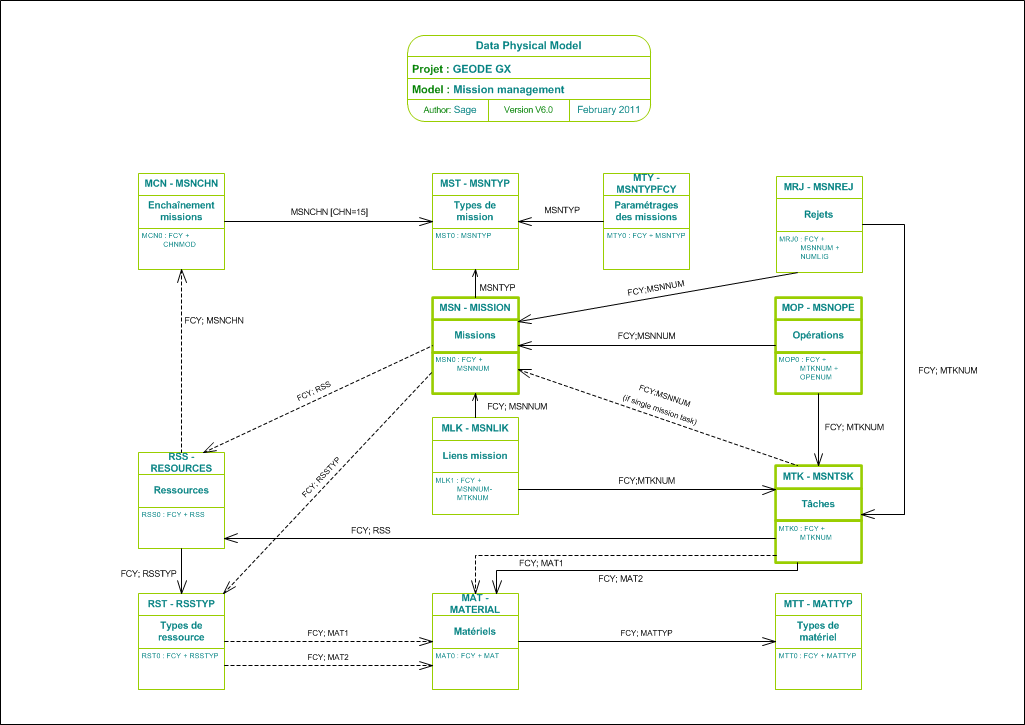 Data Physical Model
Projet : GEODE GX
Model : Mission management
Author: Sage
Version V6.0
February 2011
MCN - MSNCHN
Enchaînement
missions
MCN0 : FCY +
CHNMOD
MSNCHN [CHN=15]
MST - MSNTYP
Types de
mission
MST0 : MSNTYP
MSNTYP
MTY -
MSNTYPFCY
Paramétrages
des missions
MTY0 : FCY + MSNTYP
MRJ - MSNREJ
Rejets
MRJ0 : FCY +
MSNNUM +
NUMLIG
MSNTYP
FCY;MSNNUM
FCY; MSNCHN
MSN - MISSION
Missions
MSN0 : FCY +
MSNNUM
FCY;MSNNUM
MOP - MSNOPE
Opérations
MOP0 : FCY +
MTKNUM +
OPENUM
FCY; MTKNUM
FCY; RSS
FCY;MSNNUM
(if single mission task)
FCY; MSNNUM
FCY; MTKNUM
MLK - MSNLIK
Liens mission
MLK1 : FCY +
MSNNUM-
MTKNUM
FCY; RSSTYP
FCY;MTKNUM
RSS -
RESOURCES
Ressources
RSS0 : FCY + RSS
MTK - MSNTSK
Tâches
MTK0 : FCY +
MTKNUM
FCY; RSS
FCY; MAT1
FCY; MAT2
FCY; RSSTYP
RST - RSSTYP
Types de
ressource
RST0 : FCY + RSSTYP
FCY; MAT1
FCY; MAT2
MAT -
MATERIAL
Matériels
MAT0 : FCY + MAT
FCY; MATTYP
MTT - MATTYP
Types de
matériel
MTT0 : FCY + MATTYP